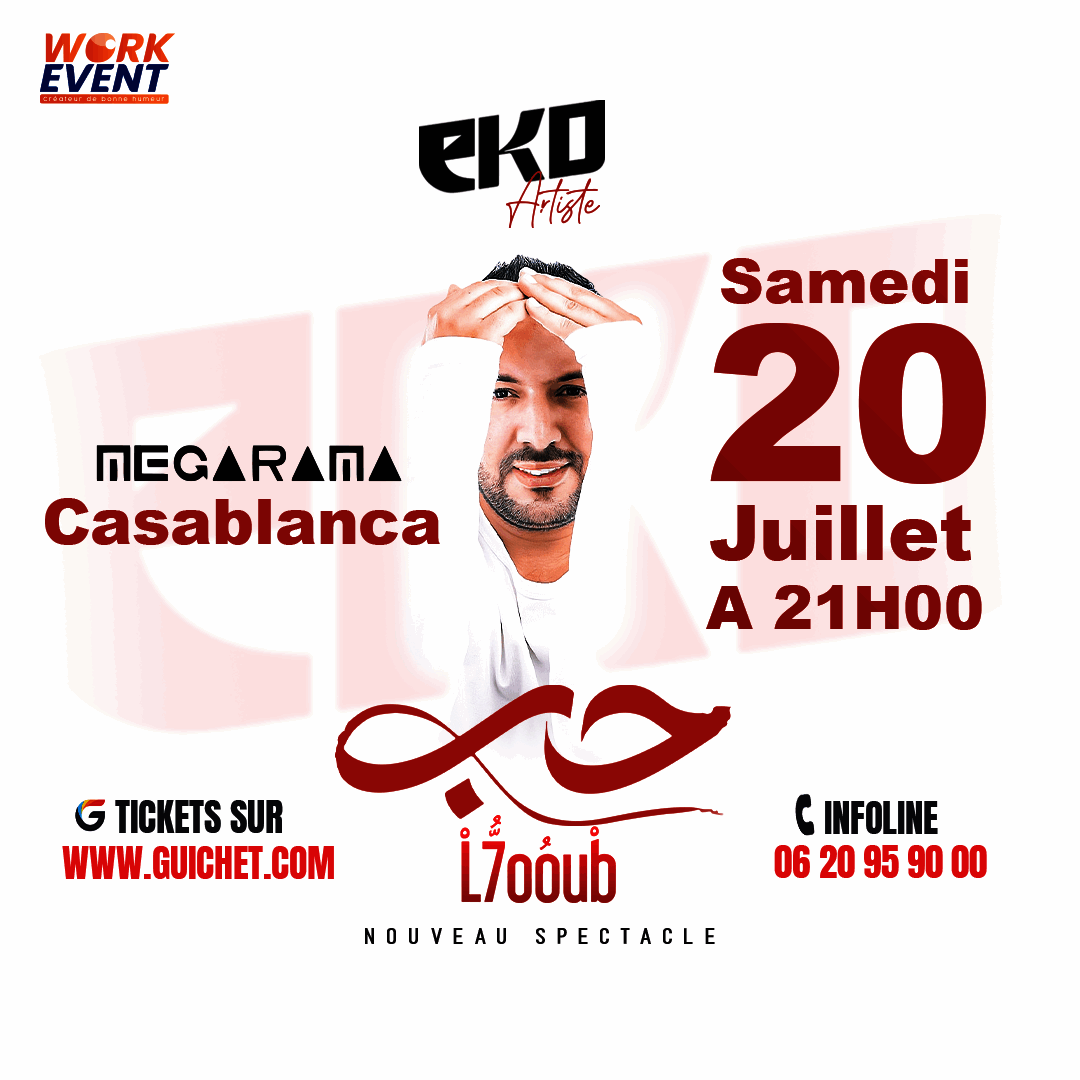 WORK
EVENT
créateur de bonne humeur
eko
Artiste
Samedi
20
Juillet
A 21H00
MEGARAMA
Casablanca
حب
L7ooub
TICKETS SUR
WWW.GUICHET.COM
INFOLINE
06 20 95 90 00
NOUVEAU SPECTACLE